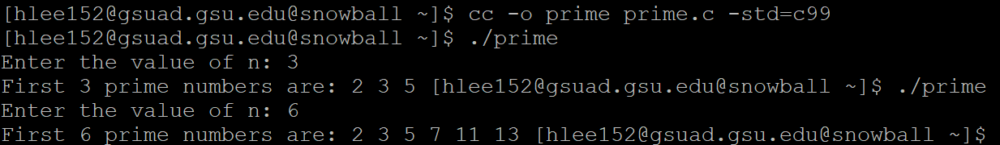 [hlee152@gsuad.gsu.edu@snowball ~]$ cc -o prime prime.c -std=c99
[hlee152@gsuad.gsu.edu@snowball ~]$ ./prime
Enter the value of n: 3
First 3 prime numbers are: 2 3 5 [hlee152@gsuad.gsu.edu@snowball ~]$ ./prime
Enter the value of n: 6
First 6 prime numbers are: 2 3 5 7 11 13 [hlee152@gsuad.gsu.edu@snowball ~]$